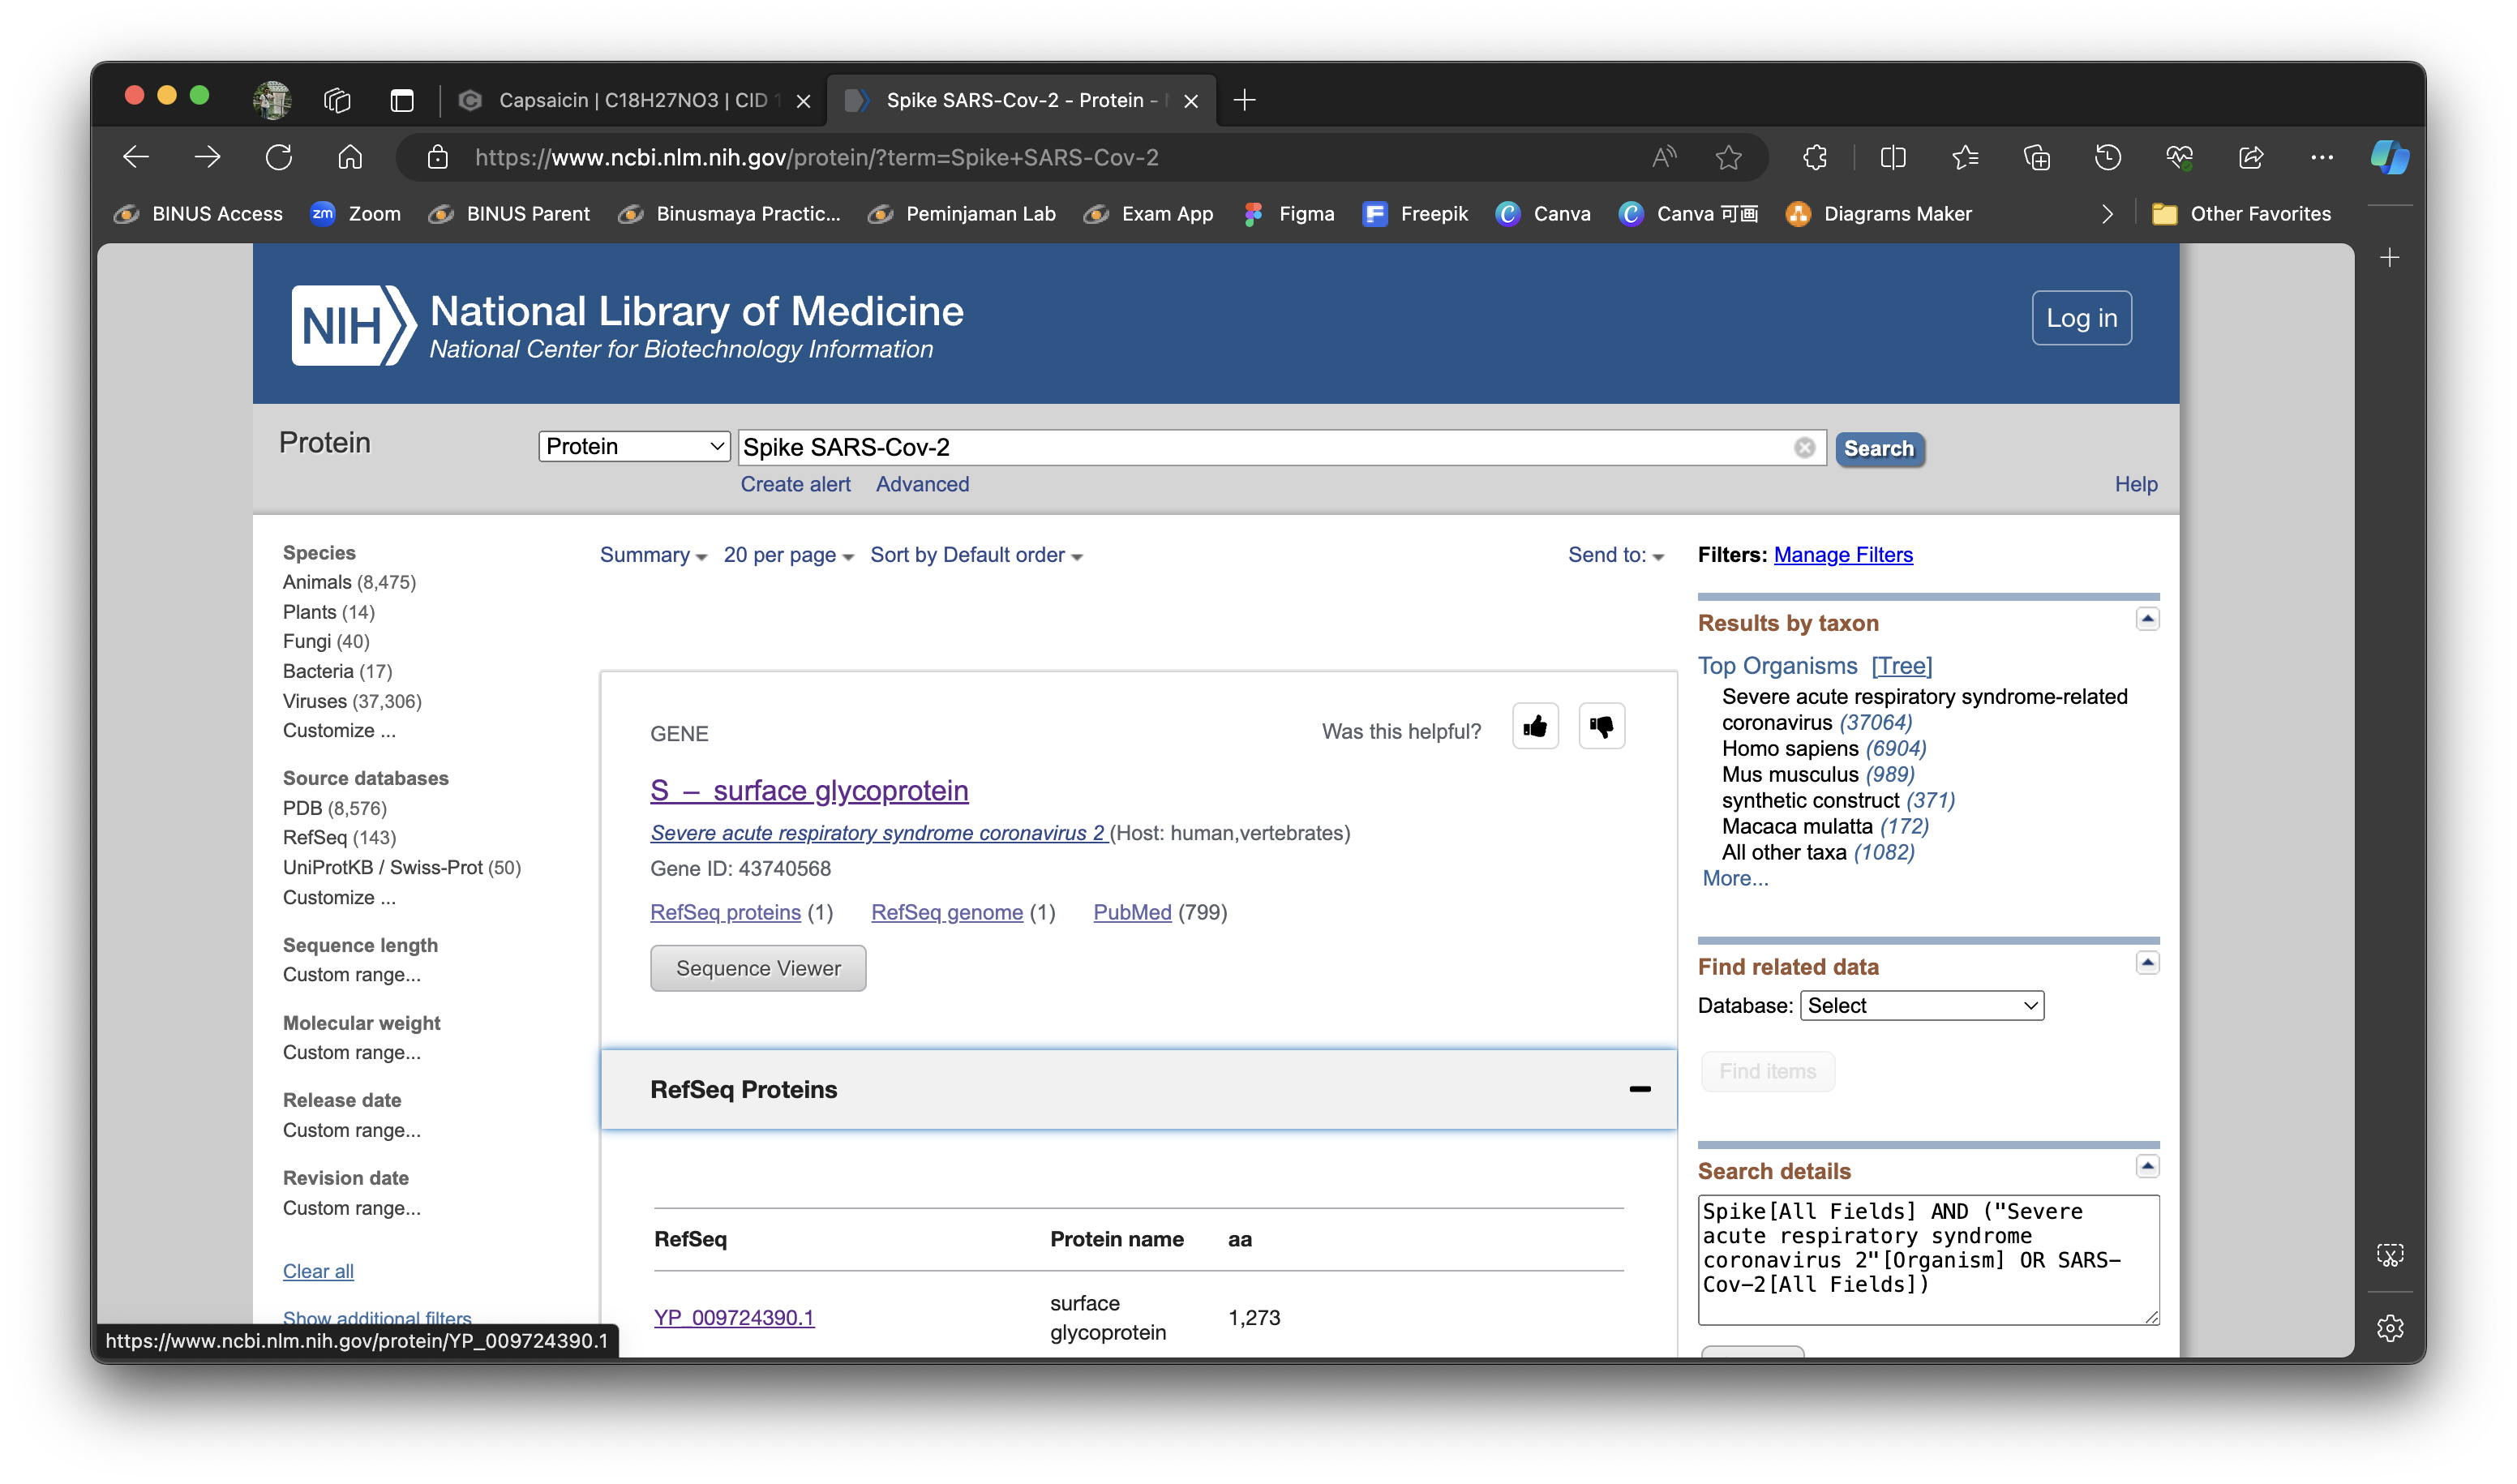 Capsaicin | C18H27NO3 | CID 1
Spike SARS-Cov-2 - Protein -
https://www.ncbi.nlm.nih.gov/protein/?term=Spike+SARS-Cov-2
BINUS Access
zm Zoom
BINUS Parent
Binusmaya Practic...
Peminjaman Lab
Exam App
Figma
Freepik
Canva
Canva 可画
Diagrams Maker
Other Favorites
NIH National Library of Medicine
National Center for Biotechnology Information
Log in
Protein
Protein
Spike SARS-Cov-2
Search
Create alert Advanced
Help
Species
Animals (8,475)
Plants (14)
Fungi (40)
Bacteria (17)
Viruses (37,306)
Customize ...
Source databases
PDB (8,576)
RefSeq (143)
UniProtKB / Swiss-Prot (50)
Customize ...
Sequence length
Custom range...
Molecular weight
Custom range...
Release date
Custom range...
Revision date
Custom range...
Clear all
Show additional filters
https://www.ncbi.nlm.nih.gov/protein/YP_009724390.1
Summary 20 per page Sort by Default order
Send to:
GENE
Was this helpful?
S – surface glycoprotein
Severe acute respiratory syndrome coronavirus 2 (Host: human,vertebrates)
Gene ID: 43740568
RefSeq proteins (1) RefSeq genome (1) PubMed (799)
Sequence Viewer
RefSeq Proteins
RefSeq Protein name aa
YP_009724390.1 surface glycoprotein 1,273
Filters: Manage Filters
Results by taxon
Top Organisms [Tree]
Severe acute respiratory syndrome-related
coronavirus (37064)
Homo sapiens (6904)
Mus musculus (989)
synthetic construct (371)
Macaca mulatta (172)
All other taxa (1082)
More...
Find related data
Database: Select
Find items
Search details
Spike[All Fields] AND ("Severe
acute respiratory syndrome
coronavirus 2"[Organism] OR SARS-
Cov-2[All Fields])